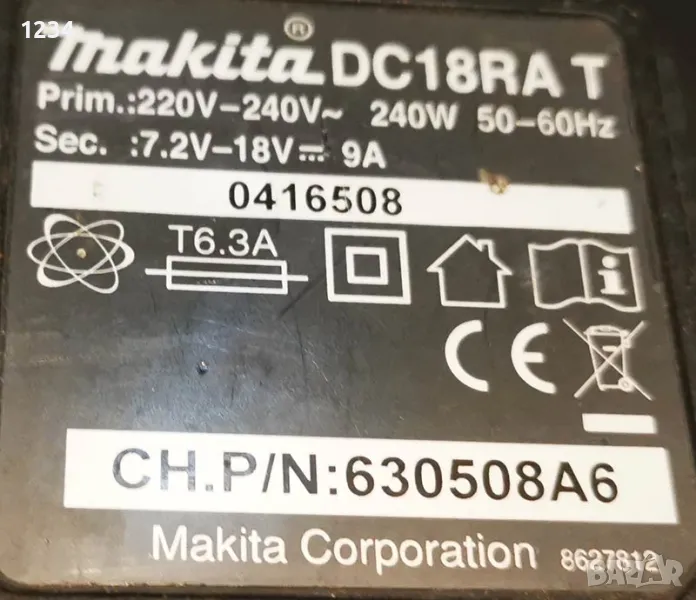 1234
makita® DC18RA T
Prim.:220V–240V~ 240W 50–60Hz
Sec. :7.2V–18V⎓ 9A
0416508
T6.3A
i
CE
CH.P/N:630508A6
Makita Corporation 8627812
BAZAR